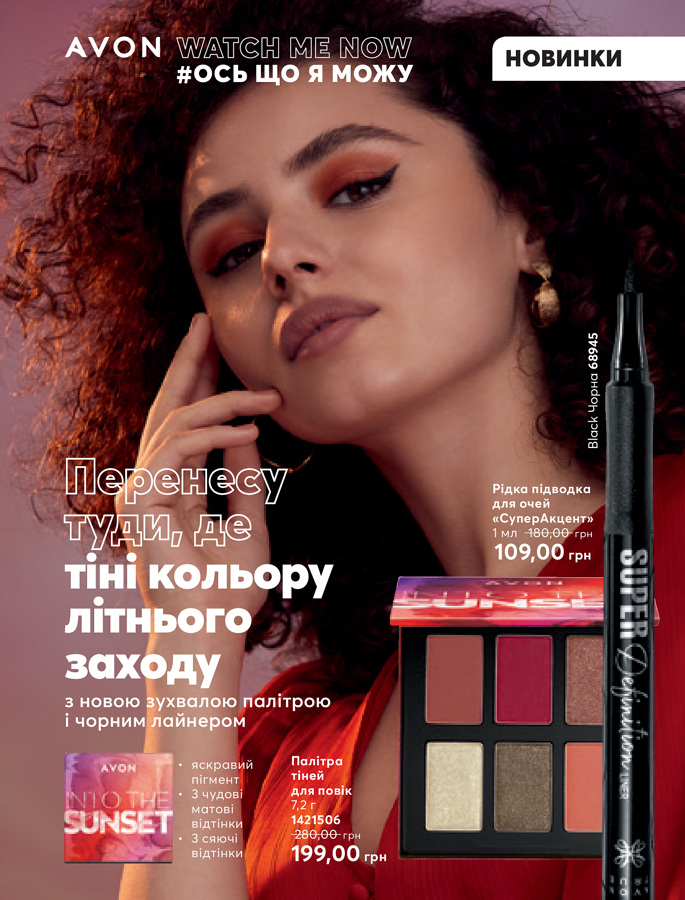 AVON WATCH ME NOW
#ОСЬ ЩО Я МОЖУ
НОВИНКИ
Black Чорна 68945
Перенесу
туди, де
тіні кольору
літнього
заходу
з новою зухвалою палітрою
і чорним лайнером
Рідка підводка
для очей
«СуперАкцент»
1 мл 180,00 грн
109,00 грн
AVON
SUNSE
SUPER Definition LINER
AVON
INTO THE
SUNSET
• яскравий
пігмент
• 3 чудові
матові
відтінки
• 3 сяючі
відтінки
Палітра
тіней
для повік
7,2 г
1421506
280,00 грн
199,00 грн